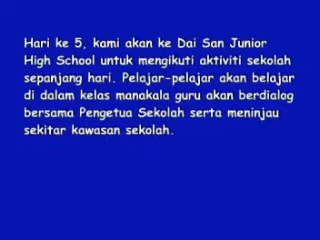 Hari ke 5, kami akan ke Dai San Junior
High School untuk mengikuti aktiviti sekolah
sepanjang hari. Pelajar-pelajar akan belajar
di dalam kelas manakala guru akan berdialog
bersama Pengetua Sekolah serta meninjau
sekitar kawasan sekolah.